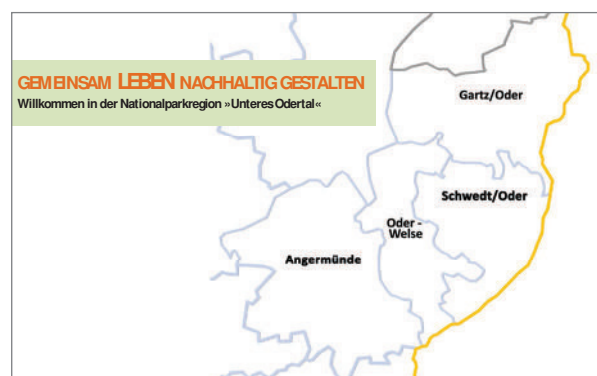 GEMEINSAM LEBEN NACHHALTIG GESTALTEN
Willkommen in der Nationalparkregion »Unteres Odertal«
Gartz/Oder
Schwedt/Oder
Oder -
Welse
Angermünde